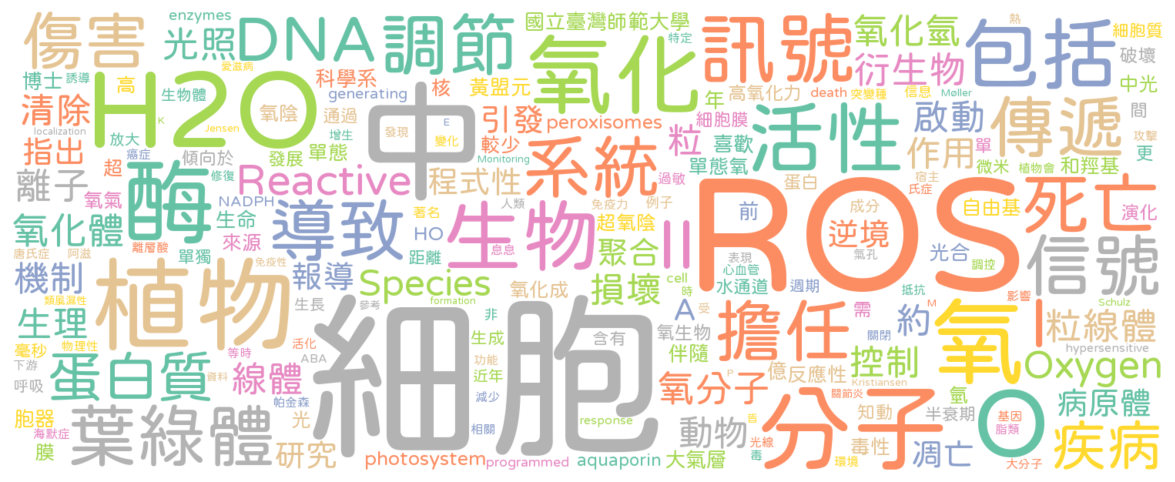 enzymes
國立臺灣師範大學
熱
傷害
光照
DNA
調節
氧化
特定
訊號
氧化氫
包括
細胞質
博士
誘導
愛滋病
科學系
黃盟元
衍生物
破壞
高
生物體
generating
核
年
高氧化力
death
突變種
信息
Møller
中光
H2O
清除
氧陰
通過
中
引發
peroxisomes
細胞膜
活性
啟動
傳遞
間
localization
K
Jensen
發現
E
較少
粒
喜歡
單
攻擊
指出
放大
發展
單態
增生
變化
Monitoring
系統
單態氧
作用
微米
植物會
更
癌症
傾向於
和羥基
離子
超
酶
修復
Reactive
程式性
過敏
蛋白
ROS
宿主
死亡
氧氣
NADPH
人類
免疫力
例子
氏症
氧化體
生命
導致
著名
生物
超氧陰
II
前
成分
逆境
自由基
演化
唐氏症
阿滋
單獨
來源
HO
息息
聚合
氣孔
光合
信號
機制
離層酸
免疫性
報導
距離
Species
cell
表現
心血管
調控
植物
類風濕性
formation
氧化成
損壞
時
水通道
週期
抵抗
生理
生長
參考
細胞
非
A
受
需
約
氧
影響
M
I
Schulz
粒線體
毫秒
物理性
活化
ABA
生成
含有
氧生物
擔任
關閉
hypersensitive
下游
等時
蛋白質
線體
功能
伴隨
控制
Oxygen
呼吸
資料
近年
氧分子
P
億
反應性
氫
Kristiansen
胞器
葉綠體
光
帕金森
減少
response
分子
關節炎
知動
半衰期
O
基因
脂類
病原體
海默症
膜
研究
相關
動物
皆
光線
毒性
凋亡
疾病
photosystem
programmed
aquaporin
大氣層
毒
環境
大分子